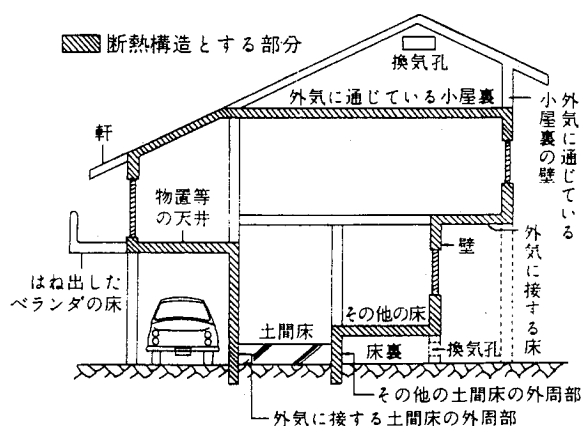 断熱構造とする部分
換気孔
外気に通じている小屋裏
外気に通じている
小屋裏の壁
軒
物置等
の天井
壁
外気に接する床
はね出した
ベランダの床
その他の床
土間床
床裏
換気孔
その他の土間床の外周部
外気に接する土間床の外周部